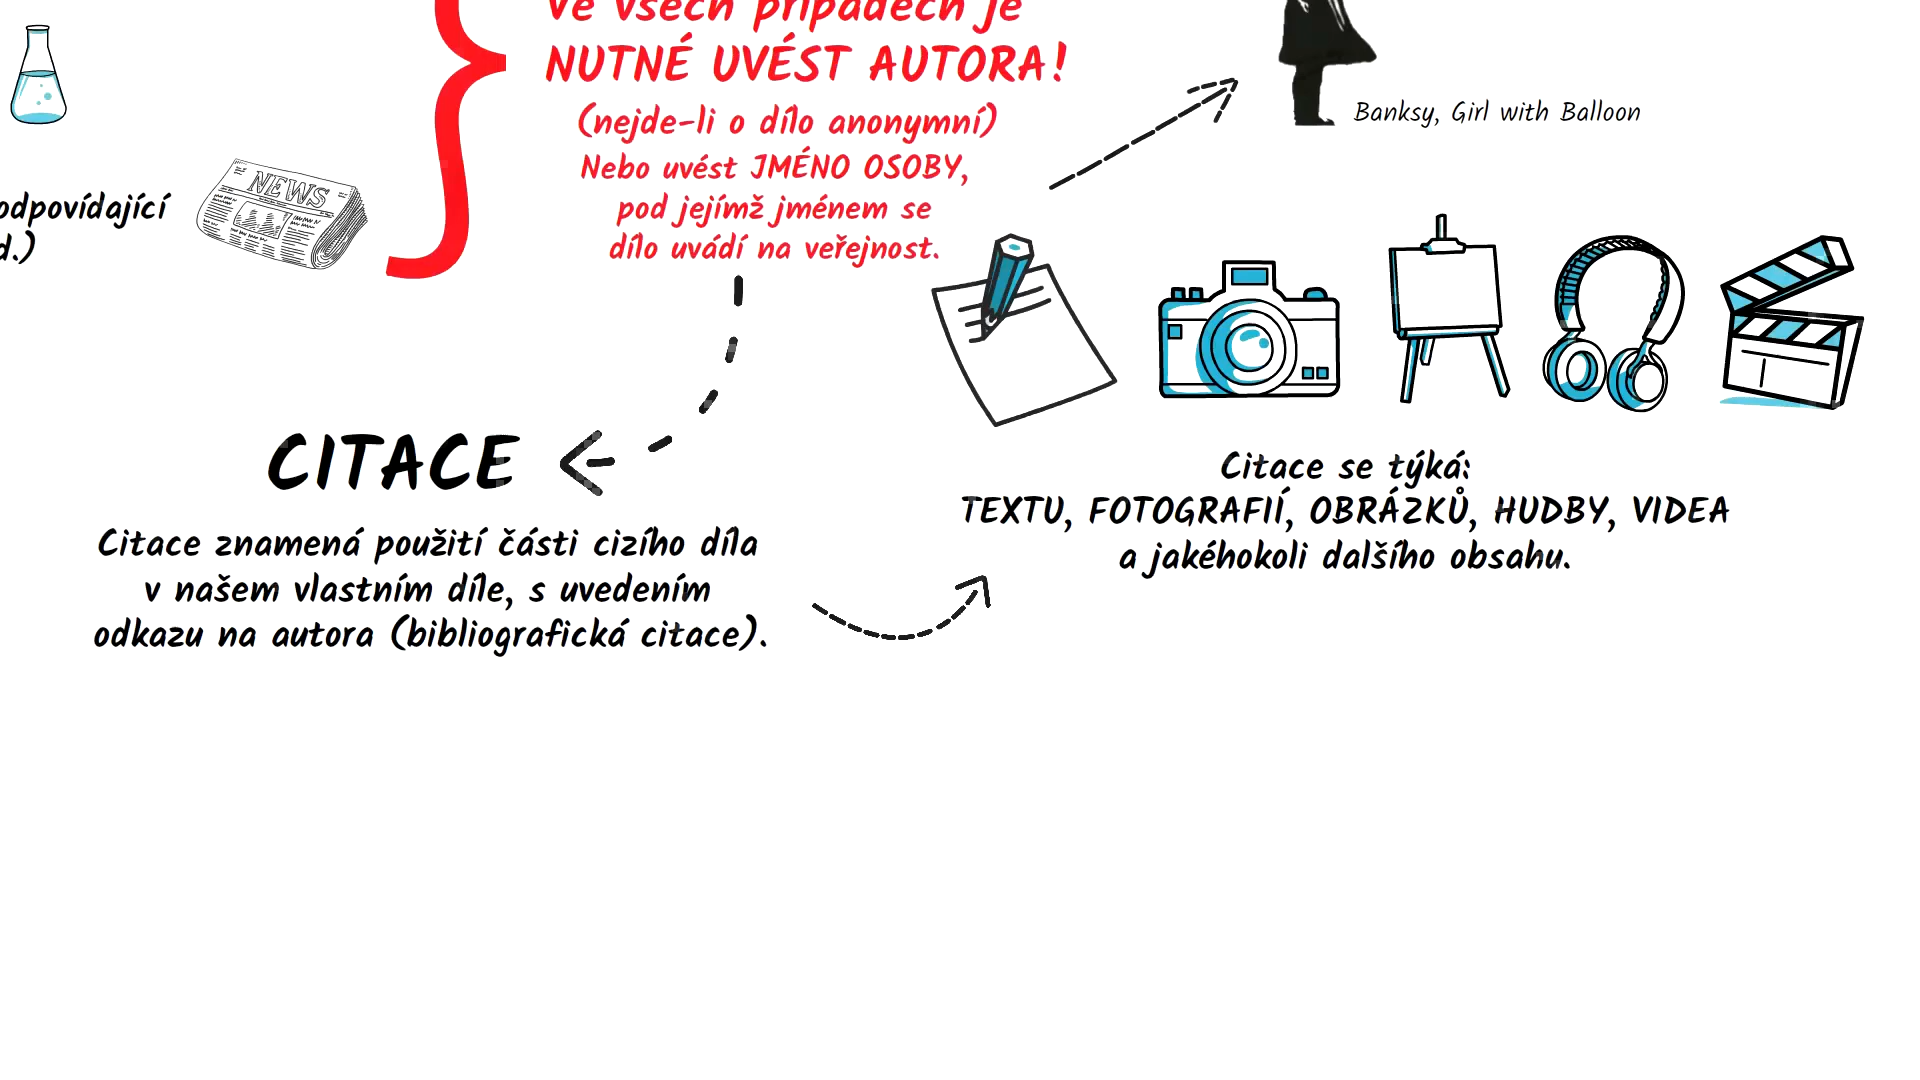 Ve všech případech je
NUTNÉ UVÉST AUTORA!
(nejde-li o dílo anonymní)
Nebo uvést JMÉNO OSOBY,
pod jejímž jménem se
dílo uvádí na veřejnost.
Banksy, Girl with Balloon
odpovídající
d.)
NEWS
CITACE
Citace znamená použití části cizího díla
v našem vlastním díle, s uvedením
odkazu na autora (bibliografická citace).
Citace se týká:
TEXTU, FOTOGRAFIÍ, OBRÁZKŮ, HUDBY, VIDEA
a jakéhokoli dalšího obsahu.